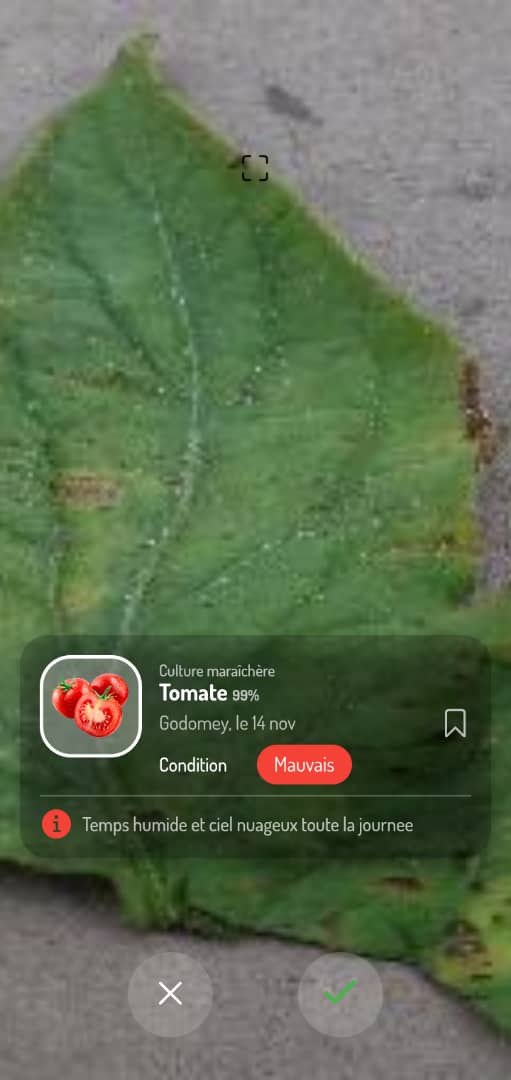 Culture maraîchère
Tomate 99%
Godomey, le 14 nov
Condition Mauvais
Temps humide et ciel nuageux toute la journee